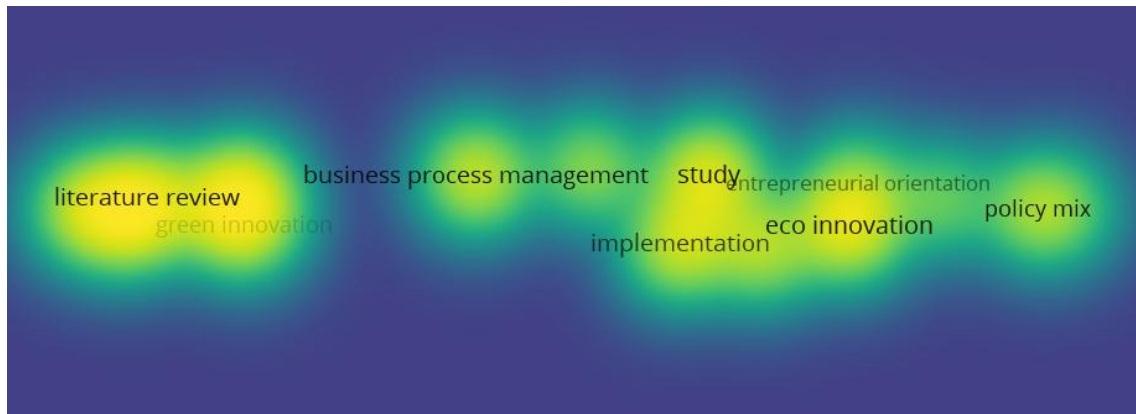 business process management
study
entrepreneurial orientation
literature review
policy mix
green innovation
eco innovation
implementation